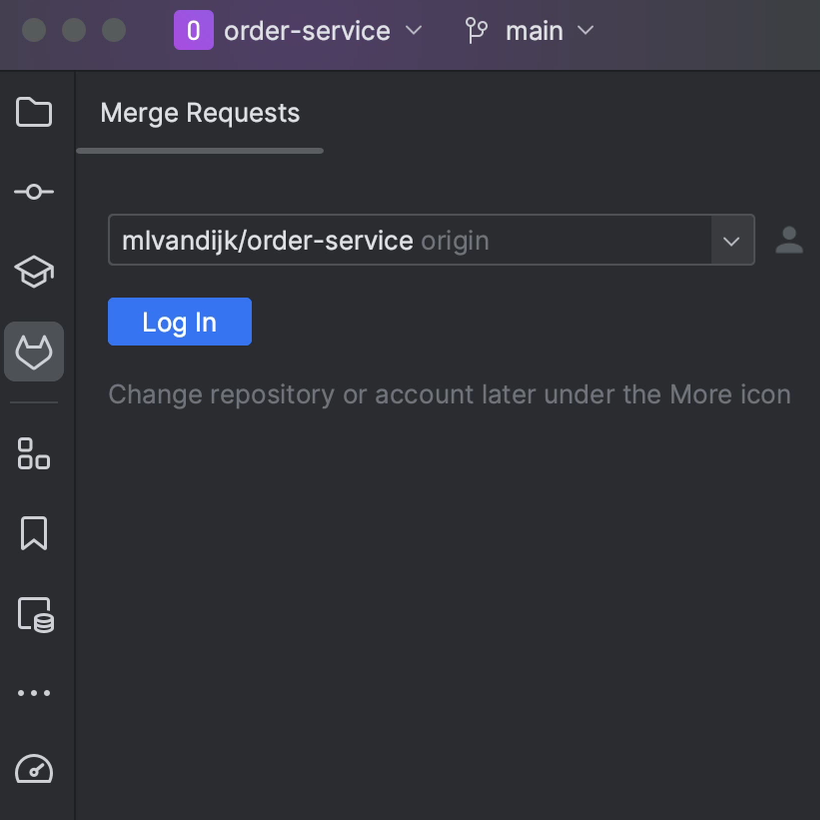 0 order-service main
Merge Requests
mlvandijk/order-service origin
Log In
Change repository or account later under the More icon